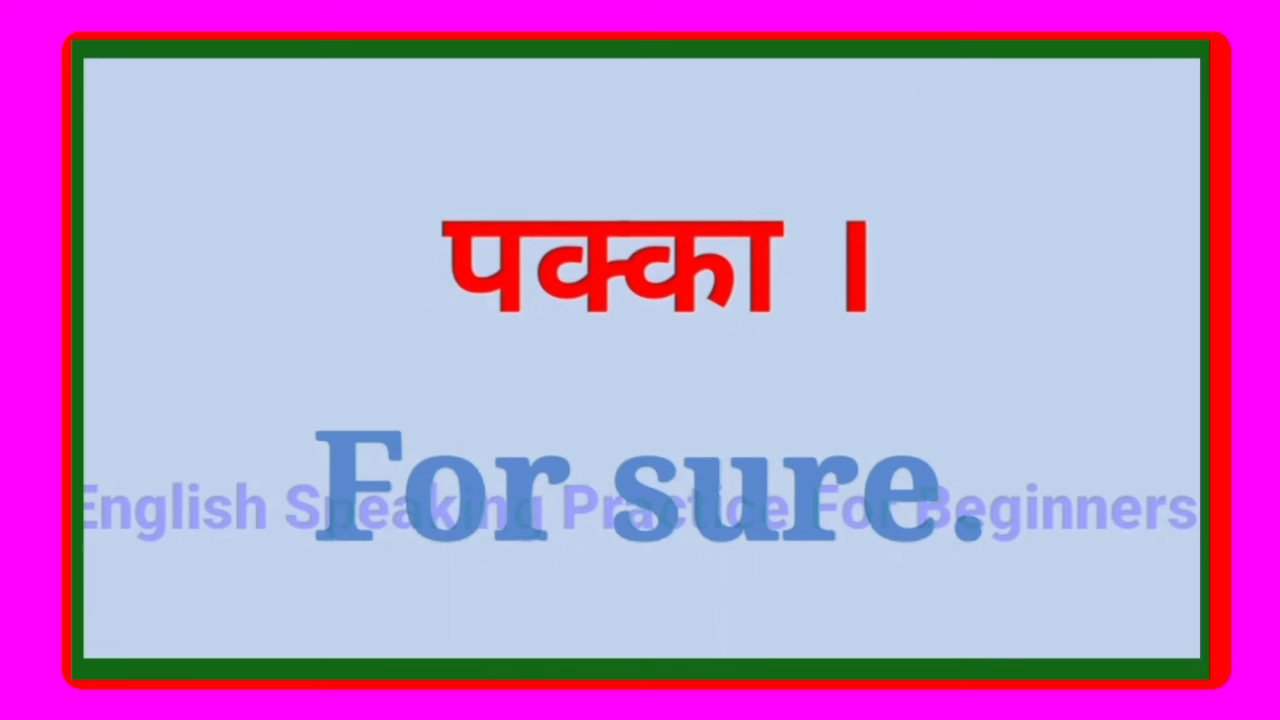 पक्का ।
For sure.
English Speaking Practice For Beginners